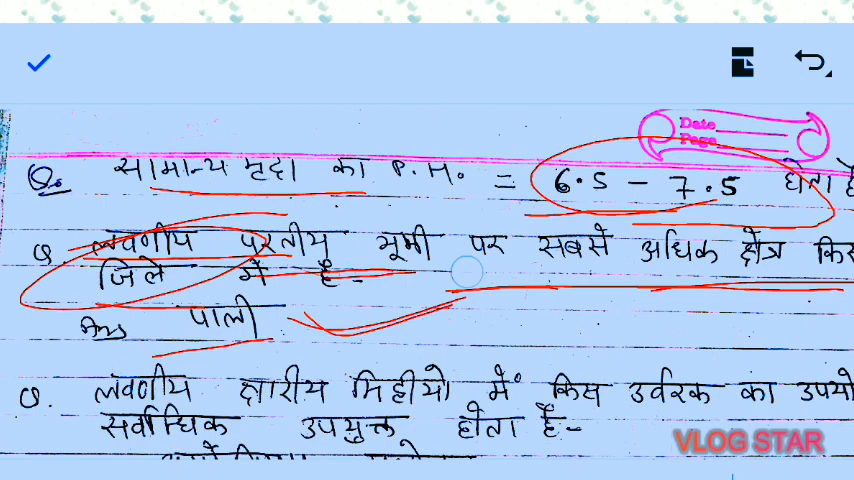 Date
Page
Q. सामान्य मृदा का P.H. = 6.5 - 7.5 होता है
Q. लवणीय परतीय भूमी पर सबसे अधिक क्षेत्र किस
जिले में है-
Ans पाली
Q. लवणीय क्षारीय मिट्टीयो में किस उर्वरक का उपयो
सर्वाधिक उपयुक्त होता है-
VLOG STAR